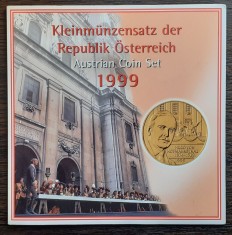 Kleinmünzensatz der
Republik Österreich
Austrian Coin Set
1999